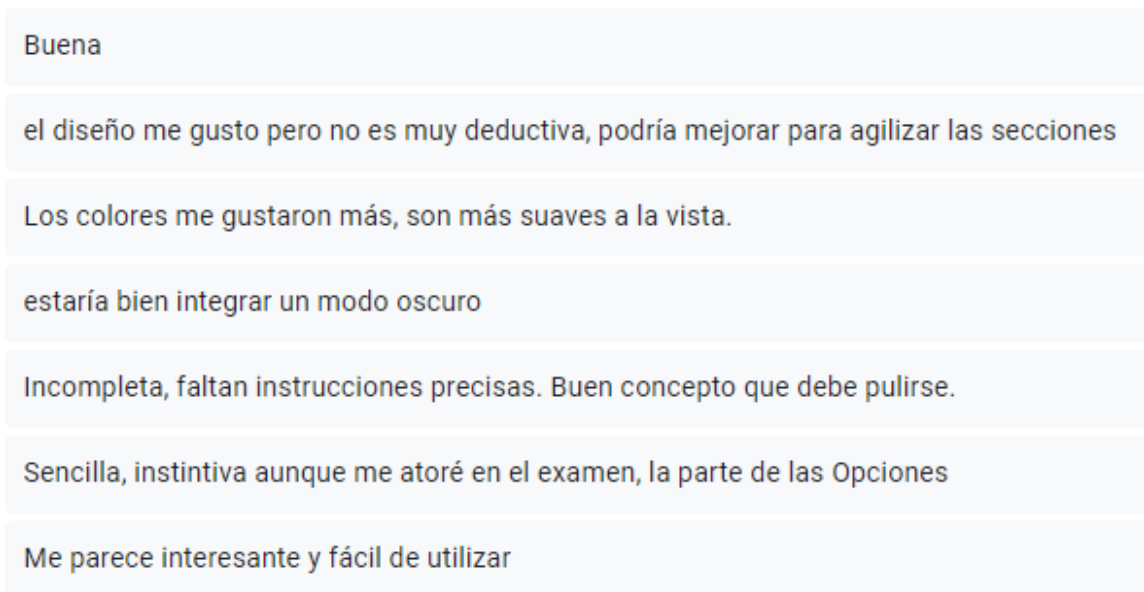 Buena
el diseño me gusto pero no es muy deductiva, podría mejorar para agilizar las secciones
Los colores me gustaron más, son más suaves a la vista.
estaría bien integrar un modo oscuro
Incompleta, faltan instrucciones precisas. Buen concepto que debe pulirse.
Sencilla, instintiva aunque me atoré en el examen, la parte de las Opciones
Me parece interesante y fácil de utilizar